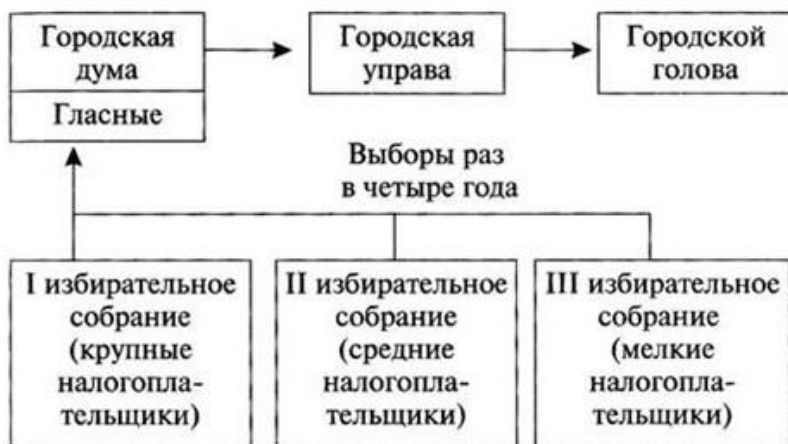 Городская
дума
Гласные
Городская
управа
Городской
голова
Выборы раз
в четыре года
I избирательное
собрание
(крупные
налогопла-
тельщики)
II избирательное
собрание
(средние
налогопла-
тельщики)
III избирательное
собрание
(мелкие
налогопла-
тельщики)